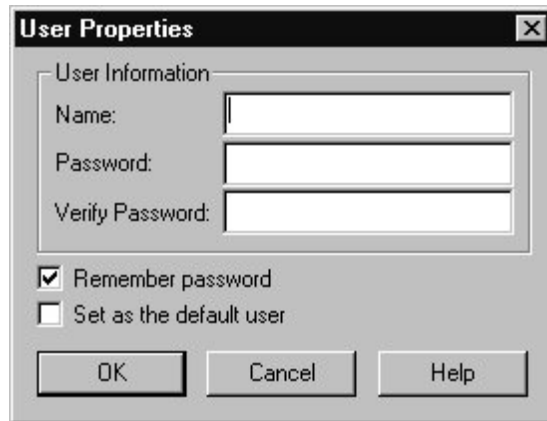 User Properties
User Information
Name:
Password:
Verify Password:
Remember password
Set as the default user
OK Cancel Help